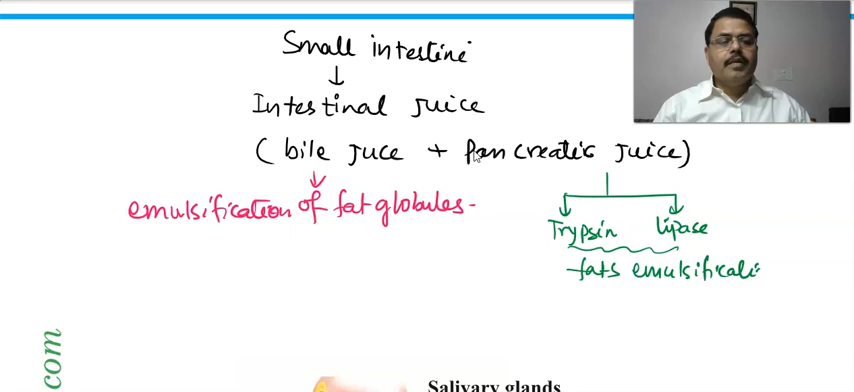 Small intestine
↓
Intestinal Juice
(bile juce + Pancreatic Juice)
emulsification of fat globules.
Trypsin Lipase
fats emulsificati
Salivary glands
com